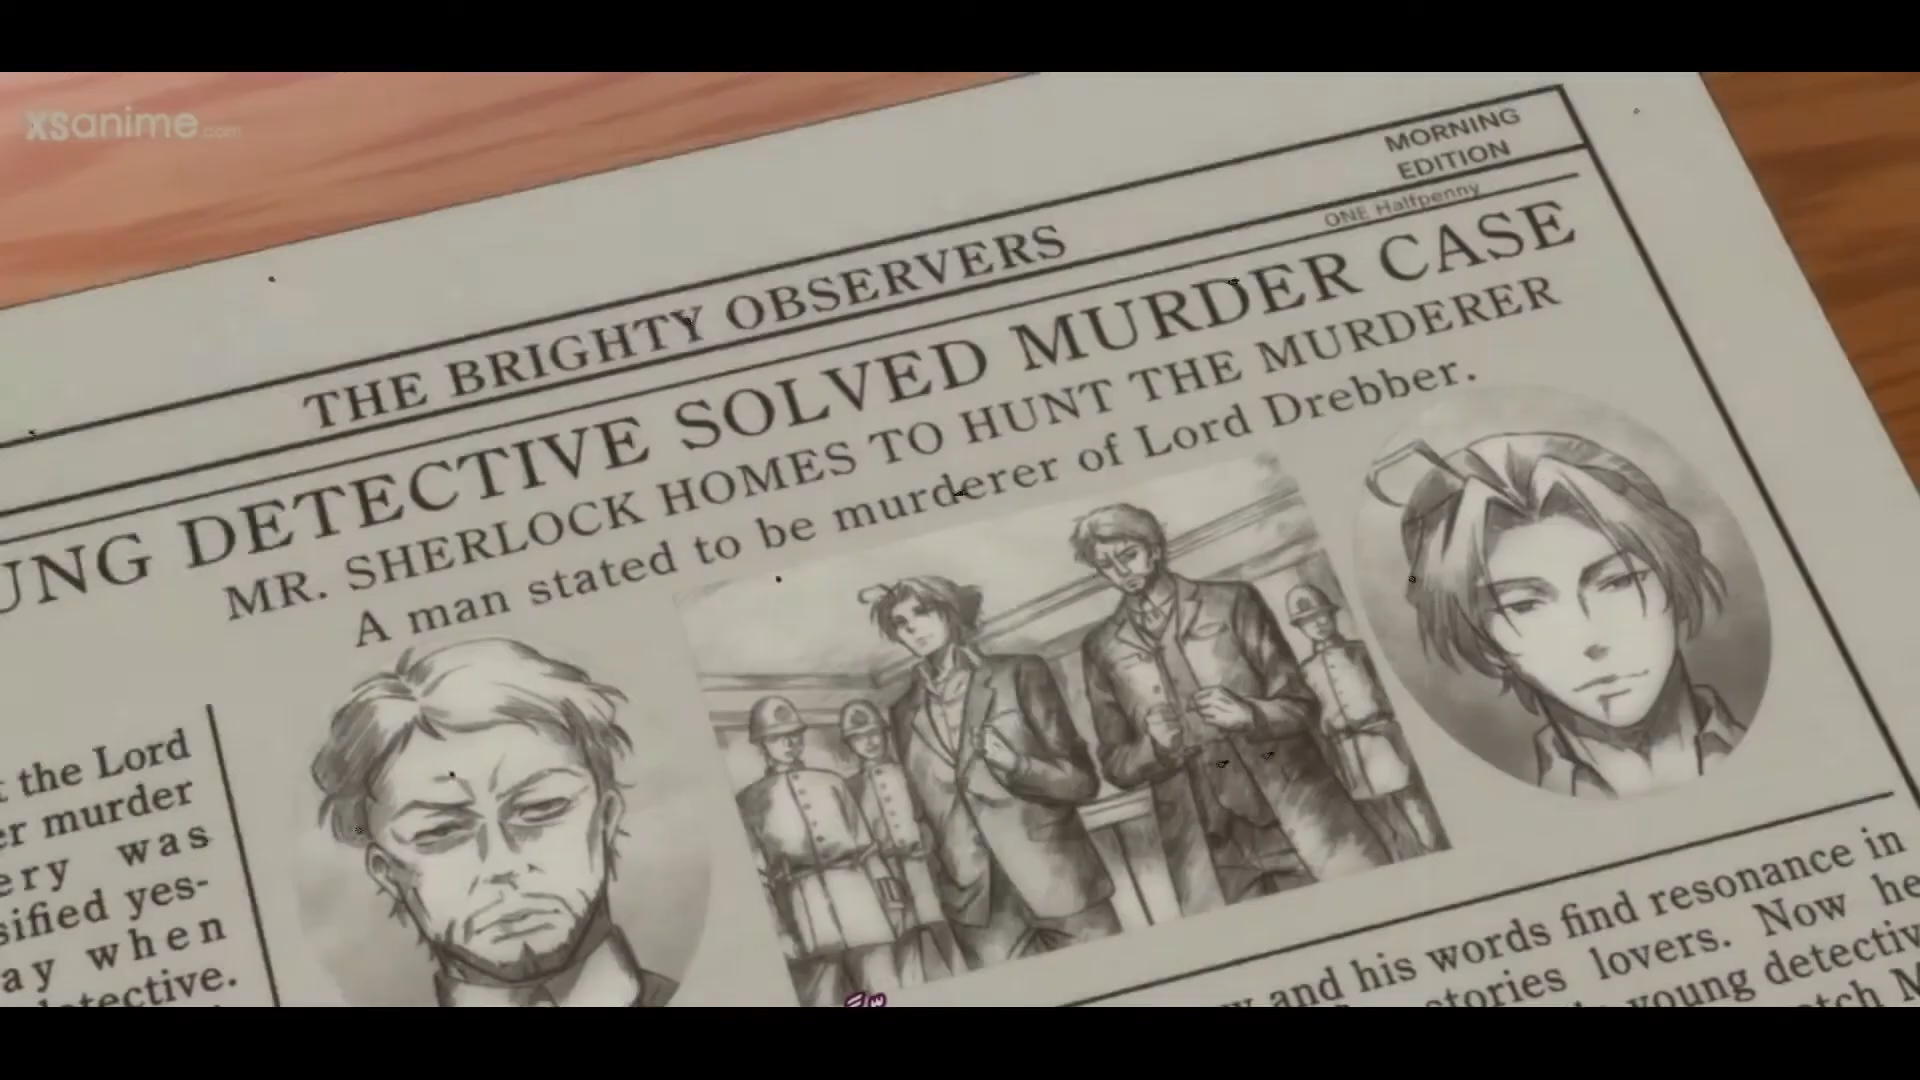 xsanime.com
MORNING
EDITION
ONE Halfpenny
THE BRIGHTY OBSERVERS
UNG DETECTIVE SOLVED MURDER CASE
MR. SHERLOCK HOMES TO HUNT THE MURDERER
A man stated to be murderer of Lord Drebber.
the Lord
er murder
ery was
sified yes-
ay when
detective.
and his words find resonance in
stories lovers. Now he
young detectiv